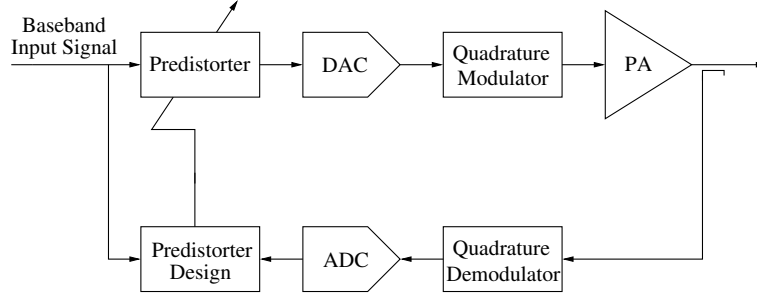 Baseband
Input Signal
Predistorter
DAC
Quadrature
Modulator
PA
Predistorter
Design
ADC
Quadrature
Demodulator